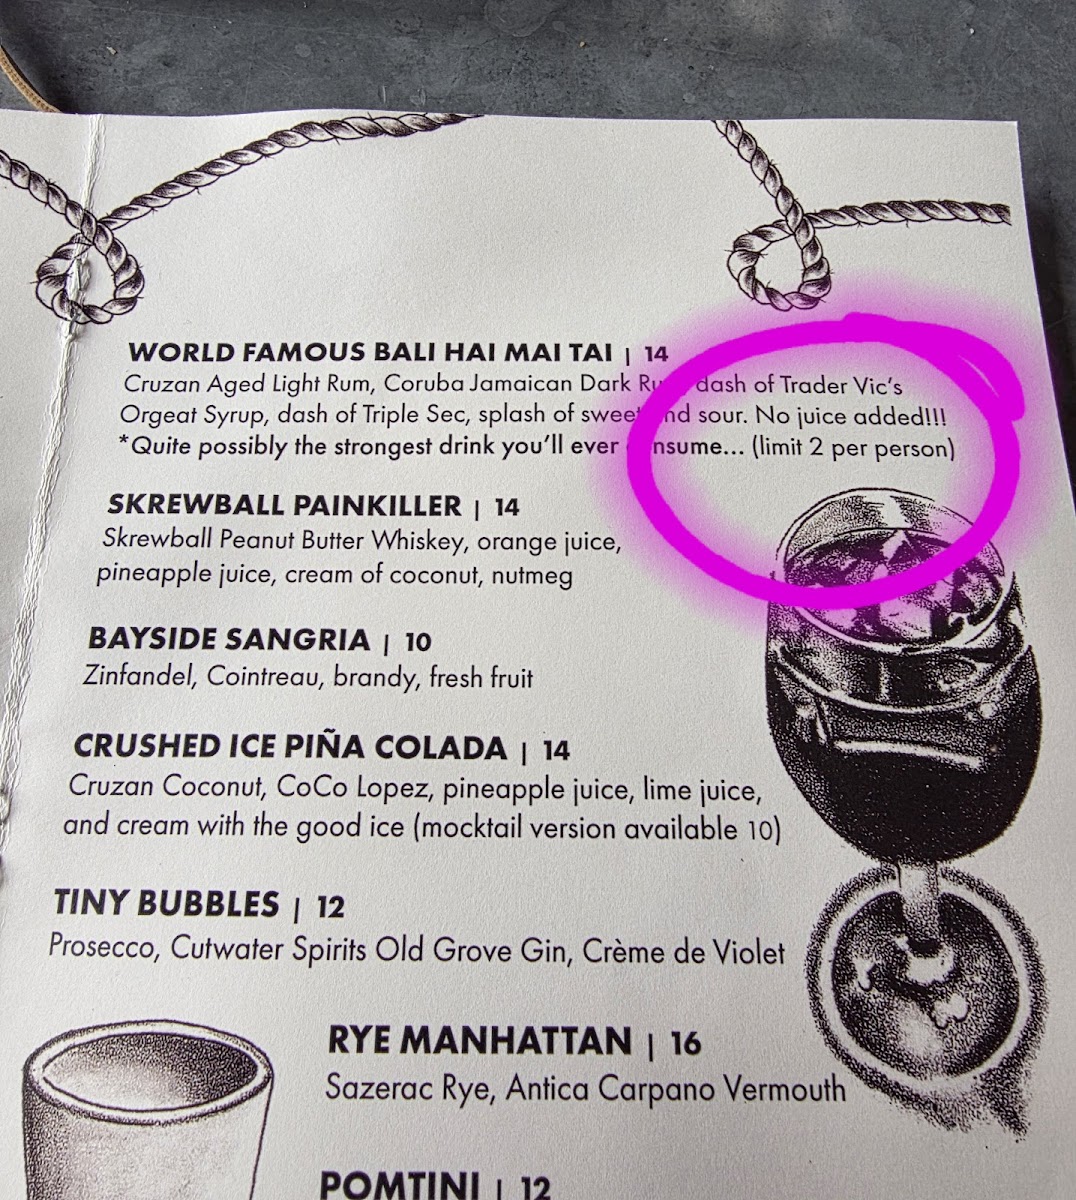 WORLD FAMOUS BALI HAI MAI TAI | 14
Cruzan Aged Light Rum, Coruba Jamaican Dark dash of Trader Vic's
Orgeat Syrup, dash of Triple Sec, splash of sweet sour. No juice added!!!
*Quite possibly the strongest drink you'll ever (limit 2 per person)
SKREWBALL PAINKILLER | 14
Skrewball Peanut Butter Whiskey, orange juice,
pineapple juice, cream of coconut, nutmeg
BAYSIDE SANGRIA | 10
Zinfandel, Cointreau, brandy, fresh fruit
CRUSHED ICE PIÑA COLADA | 14
Cruzan Coconut, CoCo Lopez, pineapple juice, lime juice,
and cream with the good ice (mocktail version available 10)
TINY BUBBLES | 12
Prosecco, Cutwater Spirits Old Grove Gin, Crème de Violet
RYE MANHATTAN | 16
Sazerac Rye, Antica Carpano Vermouth
POMTINI | 12